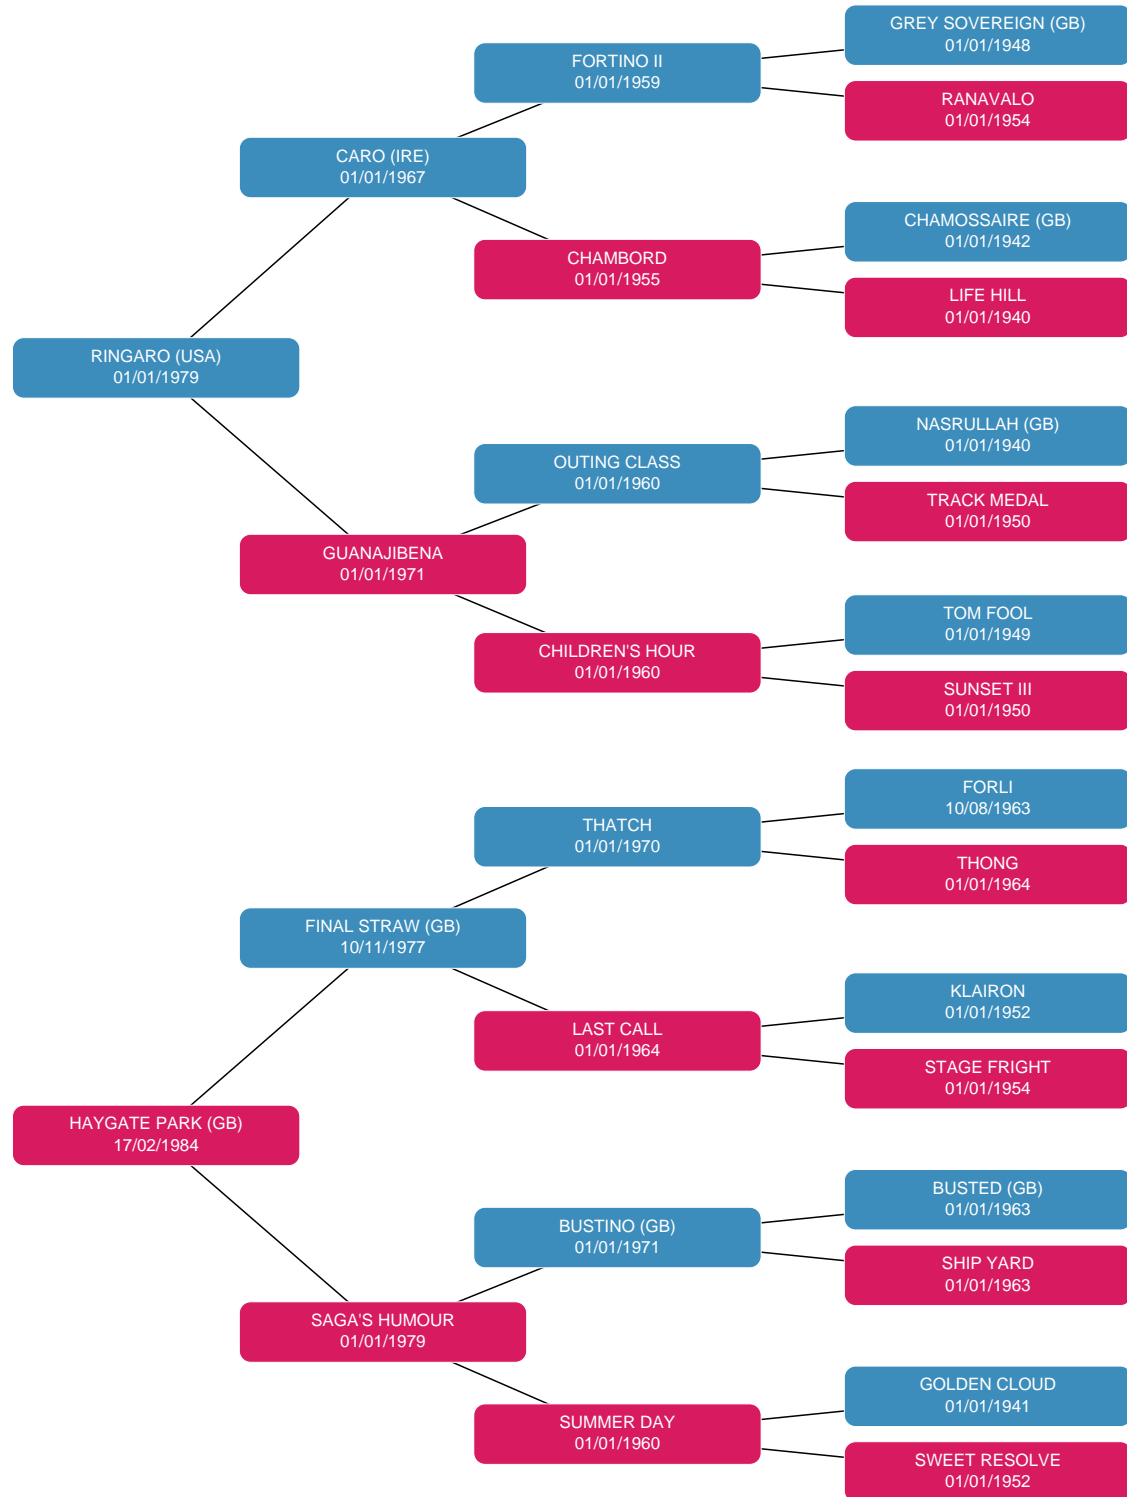 GREY SOVEREIGN (GB)
01/01/1948
FORTINO II
01/01/1959
RANAVALO
01/01/1954
CARO (IRE)
01/01/1967
CHAMOSSAIRE (GB)
01/01/1942
CHAMBORD
01/01/1955
LIFE HILL
01/01/1940
RINGARO (USA)
01/01/1979
NASRULLAH (GB)
01/01/1940
OUTING CLASS
01/01/1960
TRACK MEDAL
01/01/1950
GUANAJIBENA
01/01/1971
TOM FOOL
01/01/1949
CHILDREN'S HOUR
01/01/1960
SUNSET III
01/01/1950
FORLI
10/08/1963
THATCH
01/01/1970
THONG
01/01/1964
FINAL STRAW (GB)
10/11/1977
KLAIRON
01/01/1952
LAST CALL
01/01/1964
STAGE FRIGHT
01/01/1954
HAYGATE PARK (GB)
17/02/1984
BUSTED (GB)
01/01/1963
BUSTINO (GB)
01/01/1971
SHIP YARD
01/01/1963
SAGA'S HUMOUR
01/01/1979
GOLDEN CLOUD
01/01/1941
SUMMER DAY
01/01/1960
SWEET RESOLVE
01/01/1952